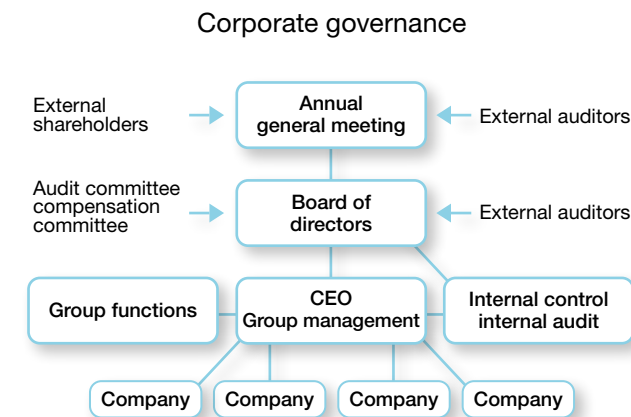 Corporate governance
External
shareholders
Annual
general meeting
External auditors
Audit committee
compensation
committee
Board of
directors
External auditors
Group functions
CEO
Group management
Internal control
internal audit
Company
Company
Company
Company